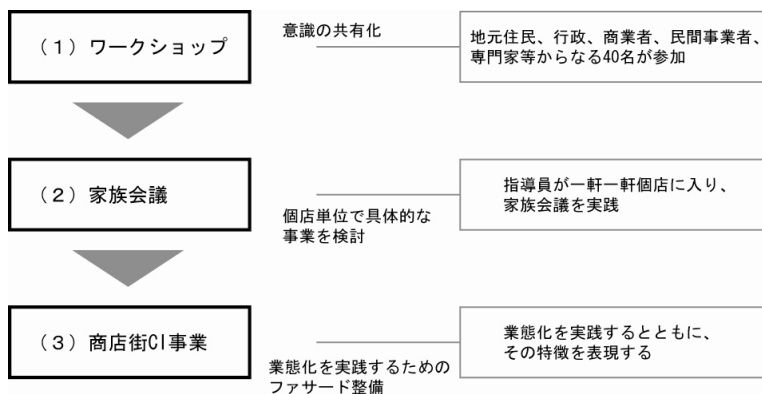 (1)ワークショップ
意識の共有化
地元住民、行政、商業者、民間事業者、
専門家等からなる40名が参加
(2)家族会議
個店単位で具体的な
事業を検討
指導員が一軒一軒個店に入り、
家族会議を実践
(3)商店街CI事業
業態化を実践するための
ファサード整備
業態化を実践するとともに、
その特徴を表現する